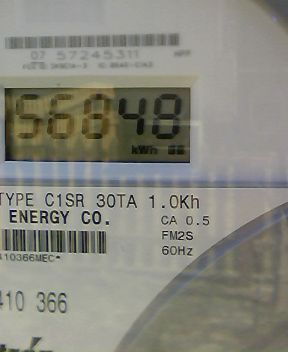 07 57245311
56848
kWh
TYPE C1SR 30TA 1.0Kh
ENERGY CO.
CA 0.5
FM2S
60Hz
410366MEC*
410 366